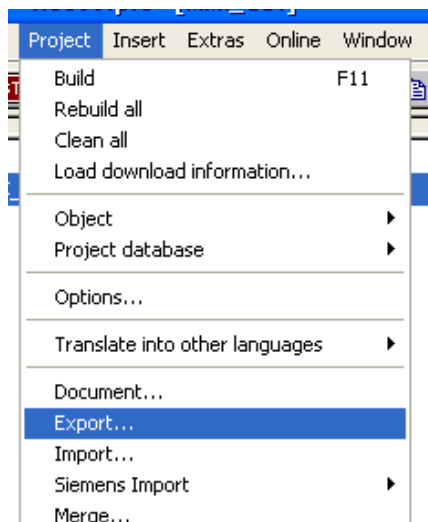 Project Insert Extras Online Window
Build F11
Rebuild all
Clean all
Load download information...
Object
Project database
Options...
Translate into other languages
Document...
Export...
Import...
Siemens Import
Merge...